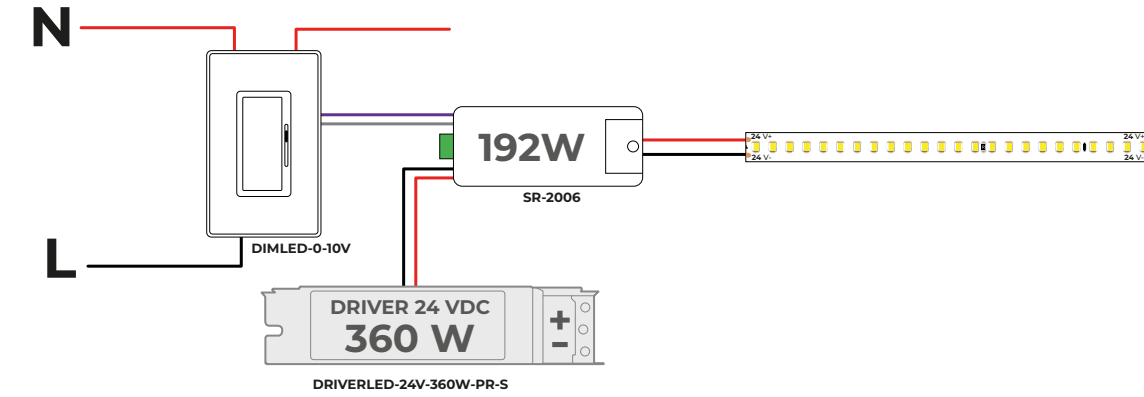 N
192W
24 V+
24 V-
24 V+
24 V-
SR-2006
L
DIMLED-0-10V
DRIVER 24 VDC
360 W
+
-
DRIVERLED-24V-360W-PR-S